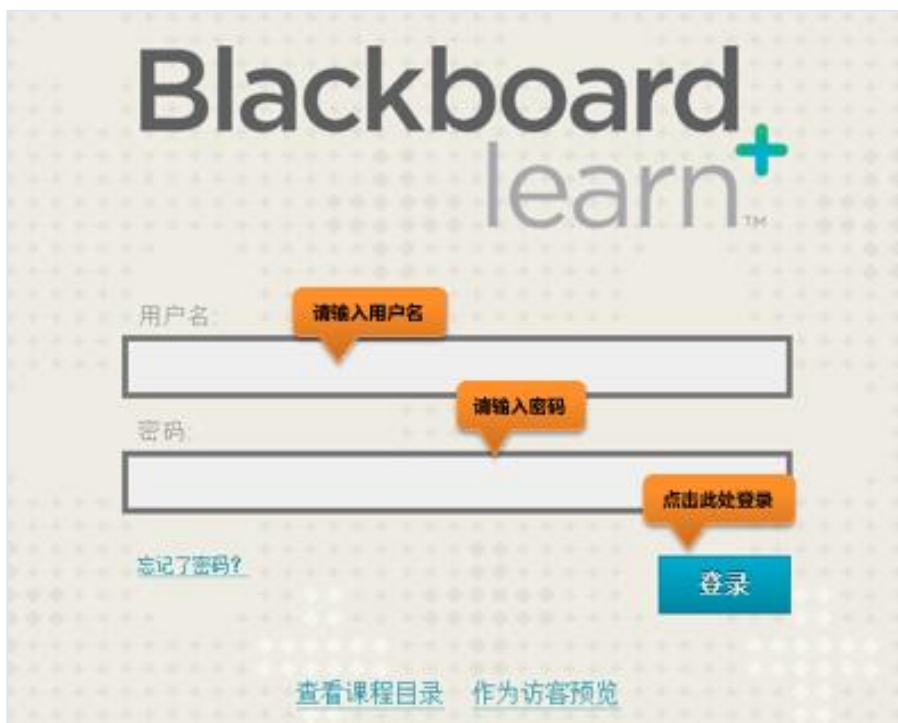 Blackboard
learn+™
用户名:
请输入用户名
请输入密码
密码:
点击此处登录
忘记了密码?
登录
查看课程目录 作为访客预览